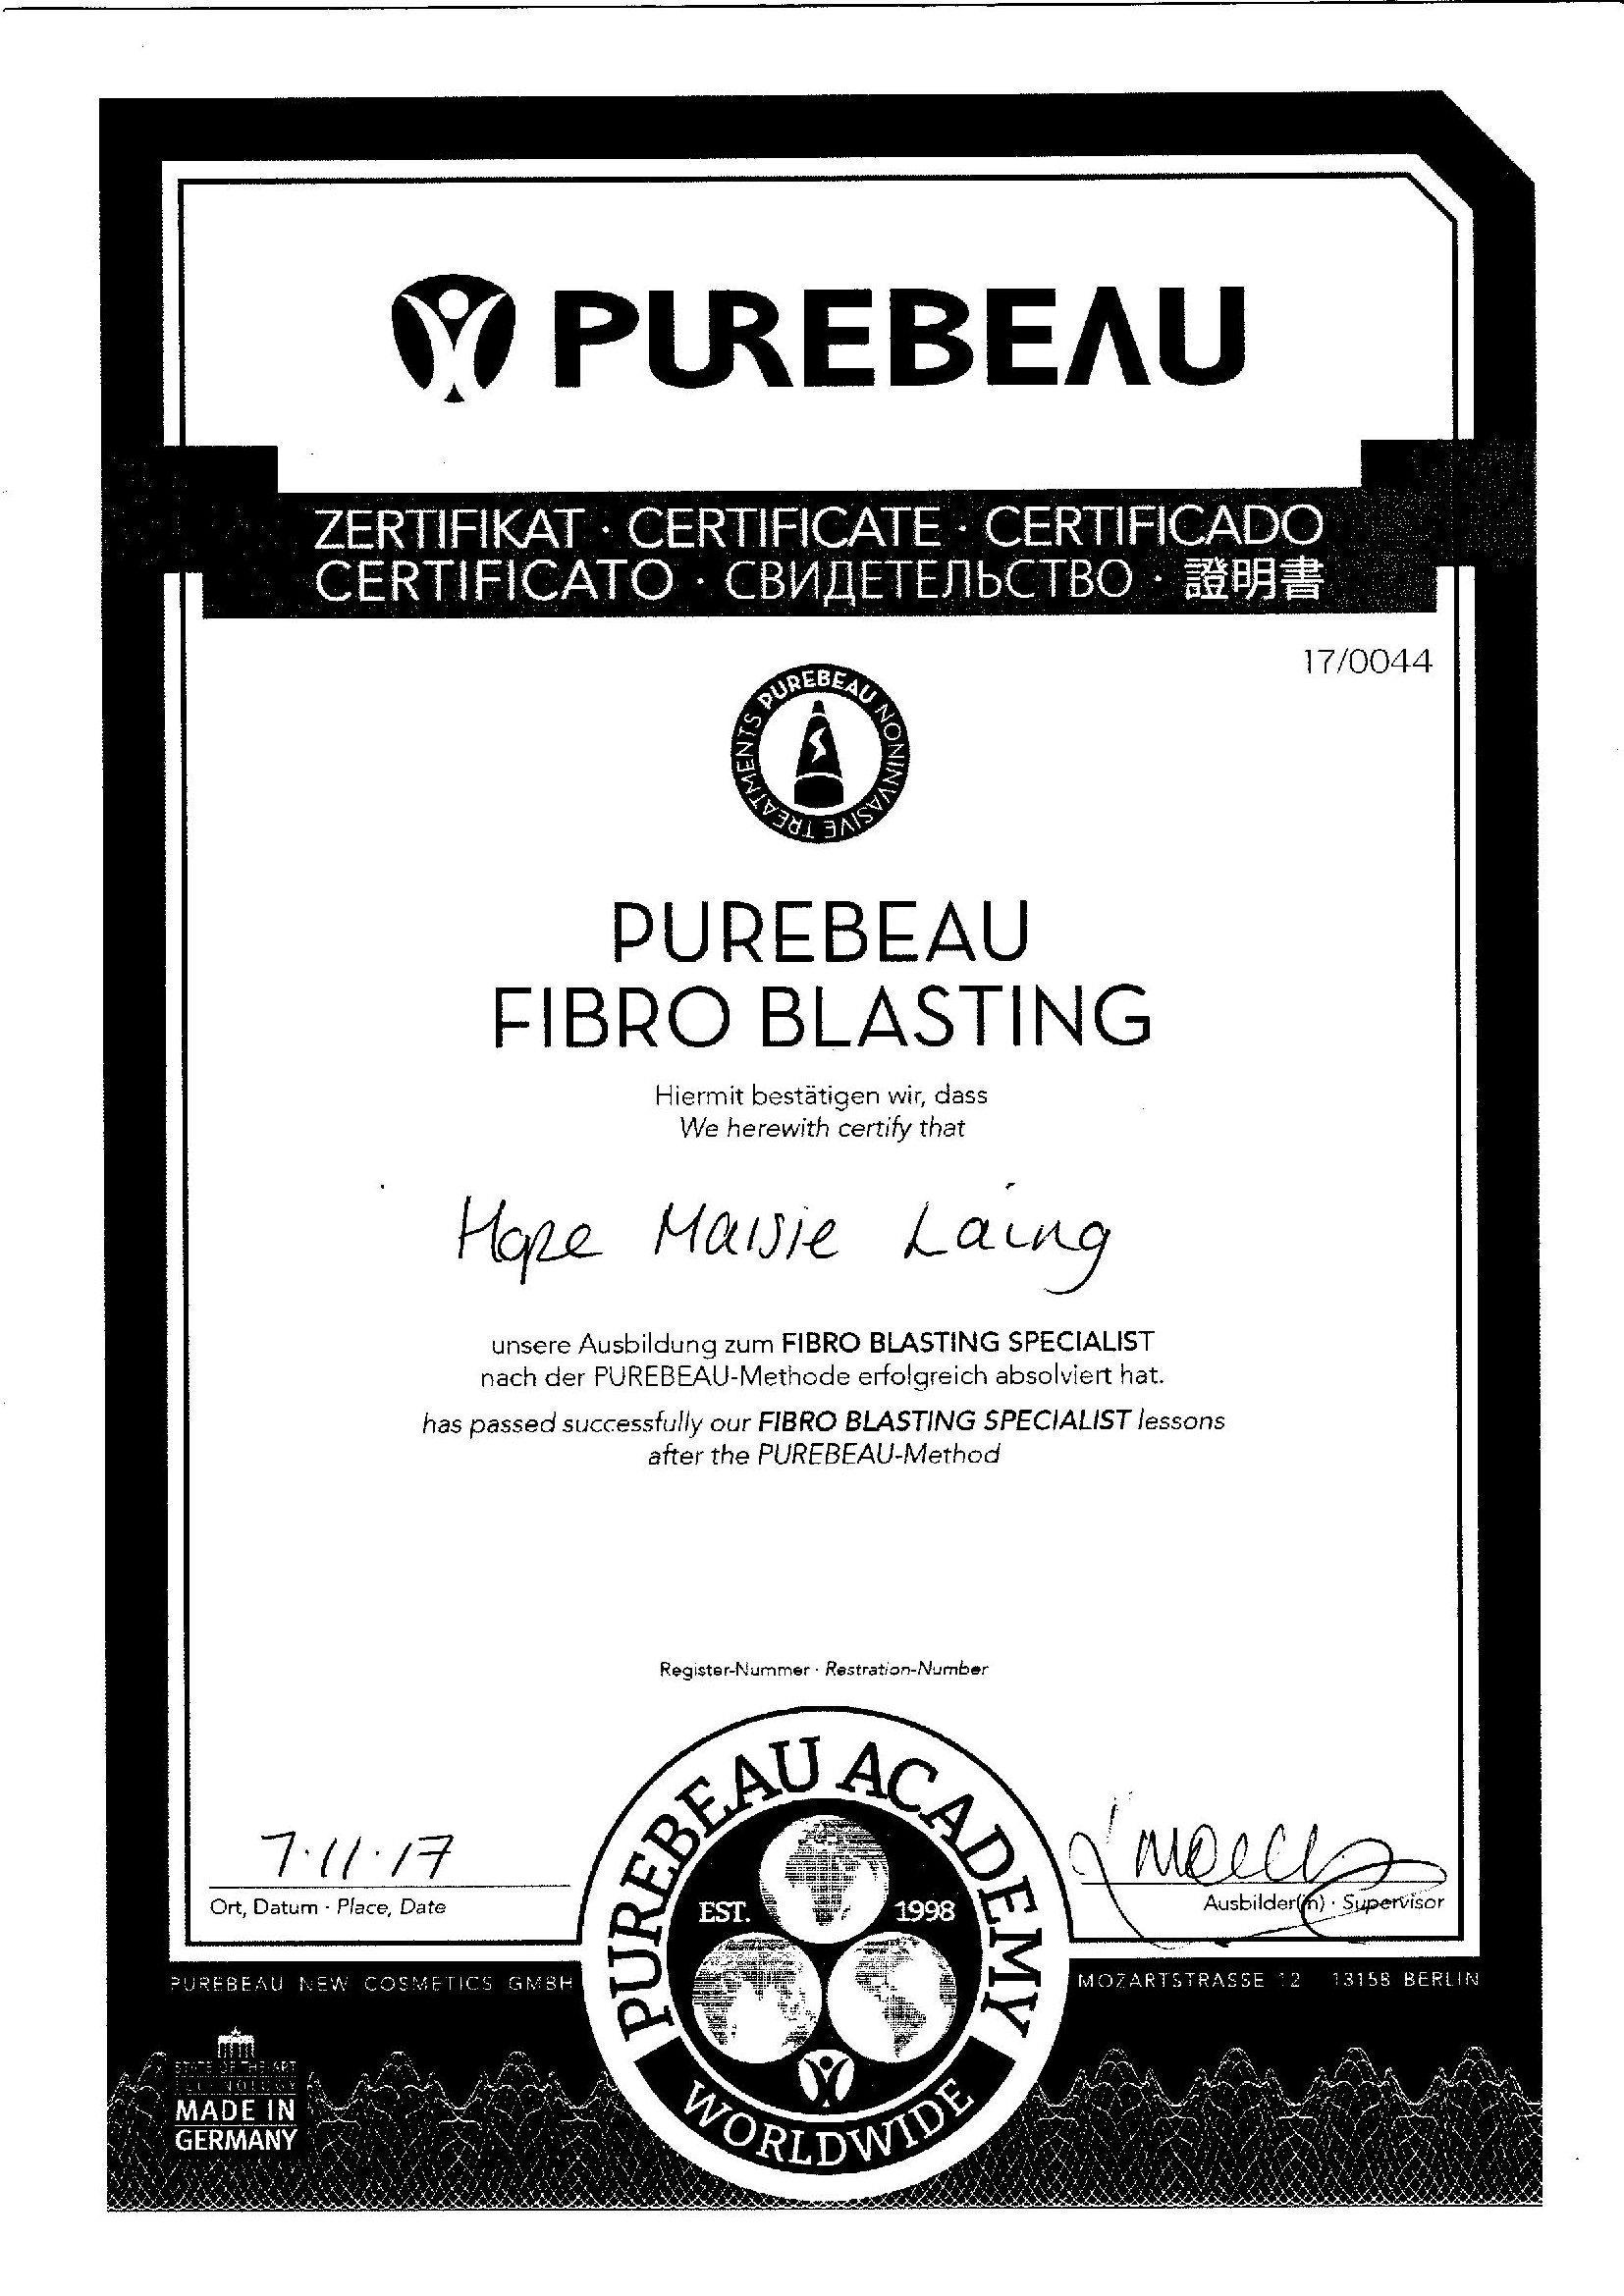 PUREBEAU
ZERTIFIKAT · CERTIFICATE · CERTIFICADO
CERTIFICATO · СВИДЕТЕЛЬСТВО · 證明書
17/0044
PUREBEAU NONINVASIVE TREATMENTS
PUREBEAU
FIBRO BLASTING
Hiermit bestätigen wir, dass
We herewith certify that
Hope Maisie Laing
unsere Ausbildung zum FIBRO BLASTING SPECIALIST
nach der PUREBEAU-Methode erfolgreich absolviert hat.
has passed successfully our FIBRO BLASTING SPECIALIST lessons
after the PUREBEAU-Method
Register-Nummer · Restration-Number
7·11·17
Ort, Datum · Place, Date
Ausbilder(in) · Supervisor
PUREBEAU ACADEMY
EST. 1998
WORLDWIDE
PUREBEAU NEW COSMETICS GMBH
MOZARTSTRASSE 12 13158 BERLIN
STATE OF THE ART
TECHNOLOGY
MADE IN
GERMANY